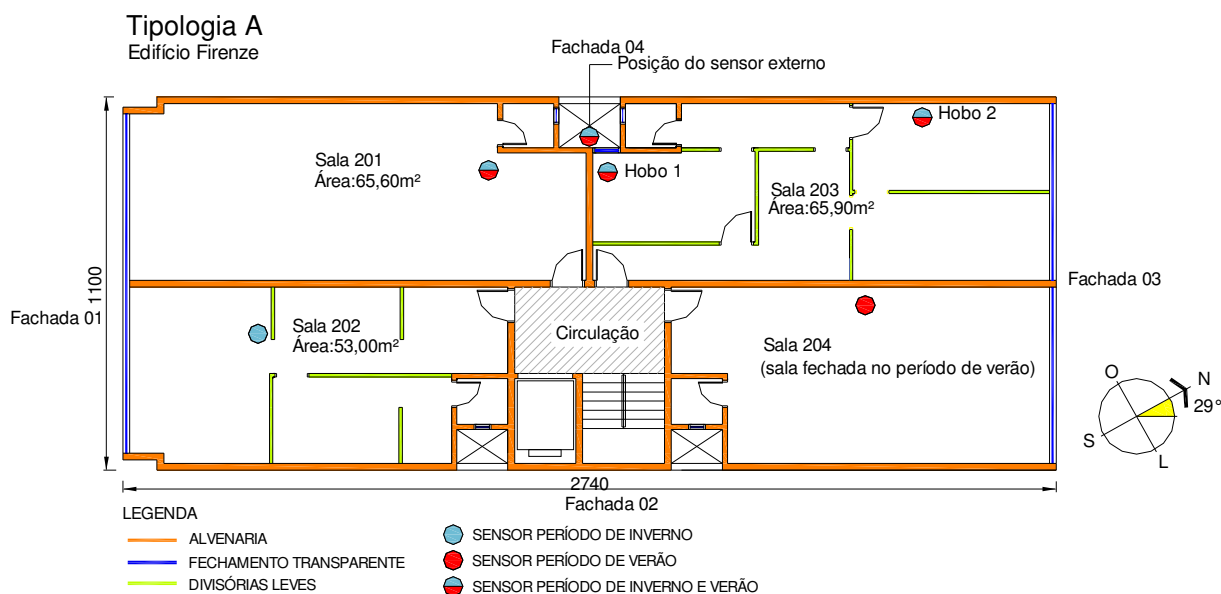 Tipologia A
Edifício Firenze
Fachada 04
Posição do sensor externo
Hobo 2
Sala 201
Área:65,60m²
Hobo 1
Sala 203
Área:65,90m²
1100
Fachada 03
Fachada 01
Sala 202
Área:53,00m²
Circulação
Sala 204
(sala fechada no período de verão)
O
N
29°
S
L
2740
Fachada 02
LEGENDA
ALVENARIA
FECHAMENTO TRANSPARENTE
DIVISÓRIAS LEVES
SENSOR PERÍODO DE INVERNO
SENSOR PERÍODO DE VERÃO
SENSOR PERÍODO DE INVERNO E VERÃO